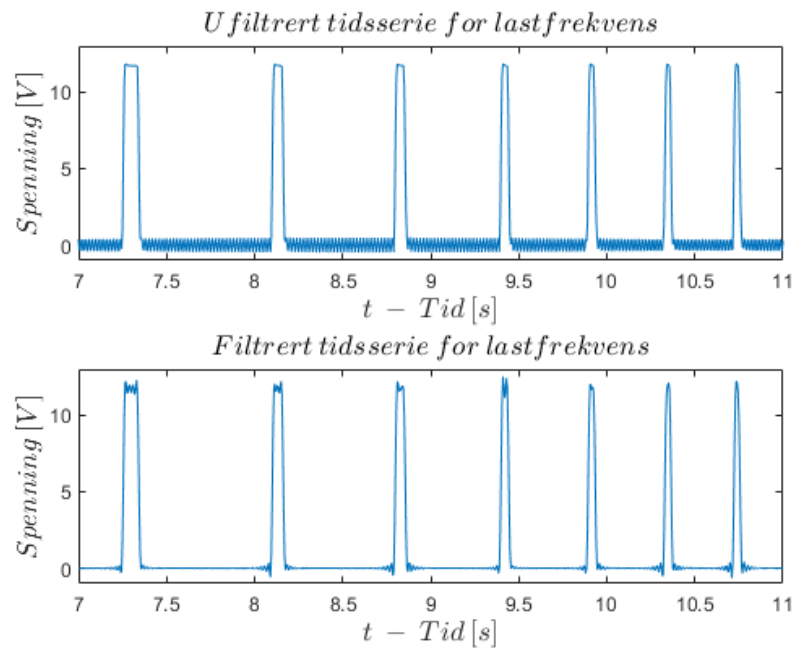 Ufiltrert tidsserie for lastfrekvens
10
5
0
Spenning [V]
7 7.5 8 8.5 9 9.5 10 10.5 11
t − Tid [s]
Filtrert tidsserie for lastfrekvens
10
5
0
Spenning [V]
7 7.5 8 8.5 9 9.5 10 10.5 11
t − Tid [s]